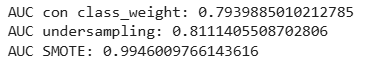 AUC con class_weight: 0.7939885010212785
AUC undersampling: 0.8111405508702806
AUC SMOTE: 0.9946009766143616